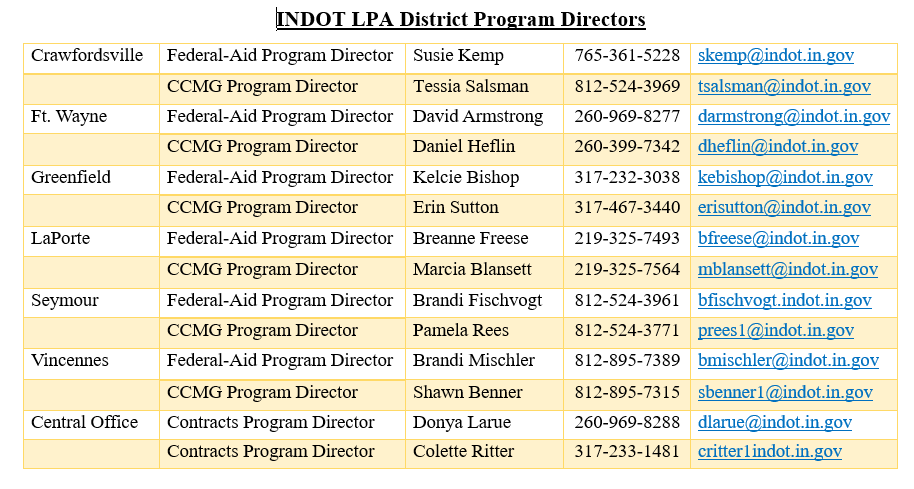 INDOT LPA District Program Directors
Crawfordsville Federal-Aid Program Director Susie Kemp 765-361-5228 skemp@indot.in.gov
CCMG Program Director Tessia Salsman 812-524-3969 tsalsman@indot.in.gov
Ft. Wayne Federal-Aid Program Director David Armstrong 260-969-8277 darmstrong@indot.in.gov
CCMG Program Director Daniel Heflin 260-399-7342 dheflin@indot.in.gov
Greenfield Federal-Aid Program Director Kelcie Bishop 317-232-3038 kebishop@indot.in.gov
CCMG Program Director Erin Sutton 317-467-3440 erisutton@indot.in.gov
LaPorte Federal-Aid Program Director Breanne Freese 219-325-7493 bfreese@indot.in.gov
CCMG Program Director Marcia Blansett 219-325-7564 mblansett@indot.in.gov
Seymour Federal-Aid Program Director Brandi Fischvogt 812-524-3961 bfischvogt.indot.in.gov
CCMG Program Director Pamela Rees 812-524-3771 prees1@indot.in.gov
Vincennes Federal-Aid Program Director Brandi Mischler 812-895-7389 bmischler@indot.in.gov
CCMG Program Director Shawn Benner 812-895-7315 sbenner1@indot.in.gov
Central Office Contracts Program Director Donya Larue 260-969-8288 dlarue@indot.in.gov
Contracts Program Director Colette Ritter 317-233-1481 critter1indot.in.gov